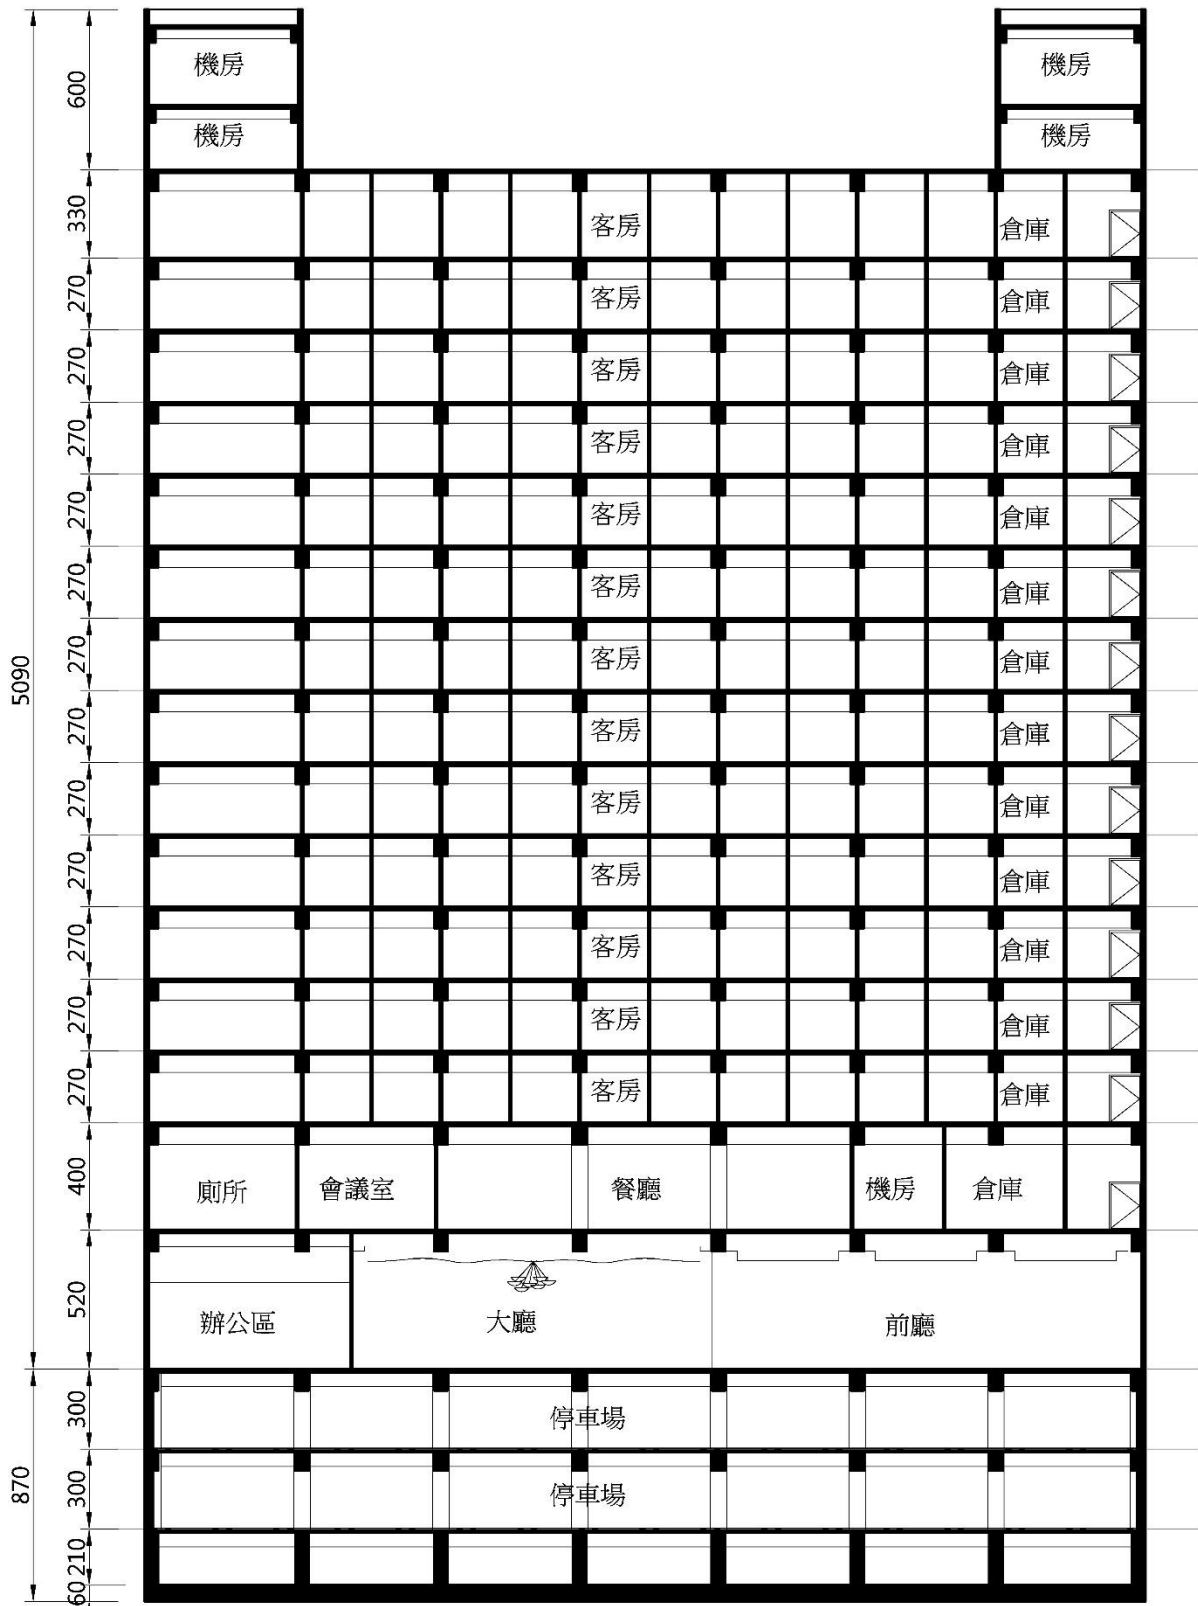 600
機房
機房
機房
機房
330
客房
倉庫
270
客房
倉庫
270
客房
倉庫
270
客房
倉庫
270
客房
倉庫
270
客房
倉庫
270
客房
倉庫
5090
270
客房
倉庫
270
客房
倉庫
270
客房
倉庫
270
客房
倉庫
270
客房
倉庫
270
客房
倉庫
400
廁所
會議室
餐廳
機房
倉庫
520
辦公區
大廳
前廳
300
停車場
870
300
停車場
210
60